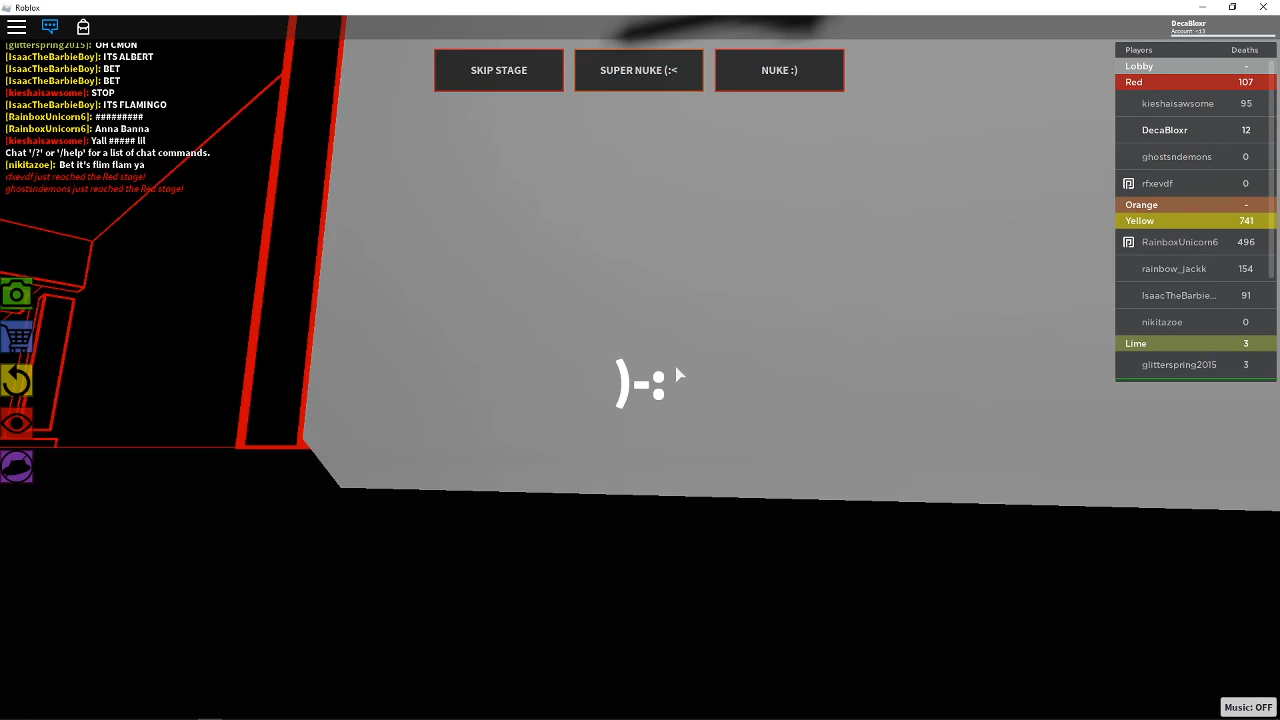 Roblox
DecaBloxr
Account: <13
[glitterspring2015]: OH CMON
[IsaacTheBarbieBoy]: ITS ALBERT
[IsaacTheBarbieBoy]: BET
[IsaacTheBarbieBoy]: BET
[kieshaisawsome]: STOP
[IsaacTheBarbieBoy]: ITS FLAMINGO
[RainboxUnicorn6]: #########
[RainboxUnicorn6]: Anna Banna
[kieshaisawsome]: Yall ##### lil
Chat '/?' or '/help' for a list of chat commands.
[nikitazoe]: Bet it's flim flam ya
rfxevdf just reached the Red stage!
ghostsndemons just reached the Red stage!
SKIP STAGE
SUPER NUKE (:<
NUKE :)
Players Deaths
Lobby -
Red 107
kieshaisawsome 95
DecaBloxr 12
ghostsndemons 0
rfxevdf 0
Orange -
Yellow 741
RainboxUnicorn6 496
rainbow_jackk 154
IsaacTheBarbie... 91
nikitazoe 0
Lime 3
glitterspring2015 3
)-:
Music: OFF